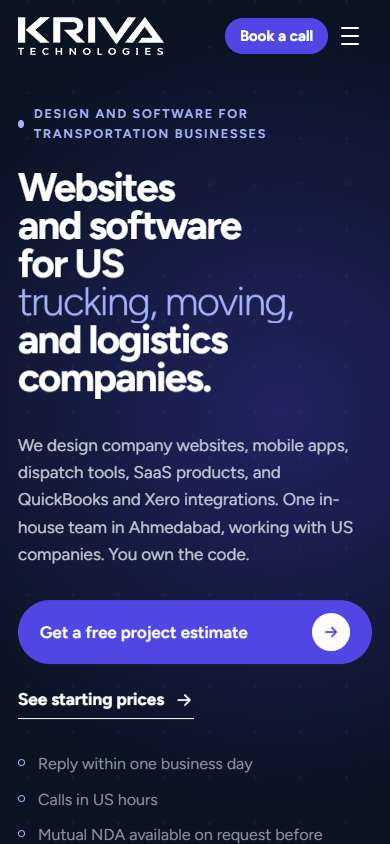 KRIVA
TECHNOLOGIES
Book a call
DESIGN AND SOFTWARE FOR
TRANSPORTATION BUSINESSES
Websites
and software
for US
trucking, moving,
and logistics
companies.
We design company websites, mobile apps,
dispatch tools, SaaS products, and
QuickBooks and Xero integrations. One in-
house team in Ahmedabad, working with US
companies. You own the code.
Get a free project estimate
See starting prices
Reply within one business day
Calls in US hours
Mutual NDA available on request before